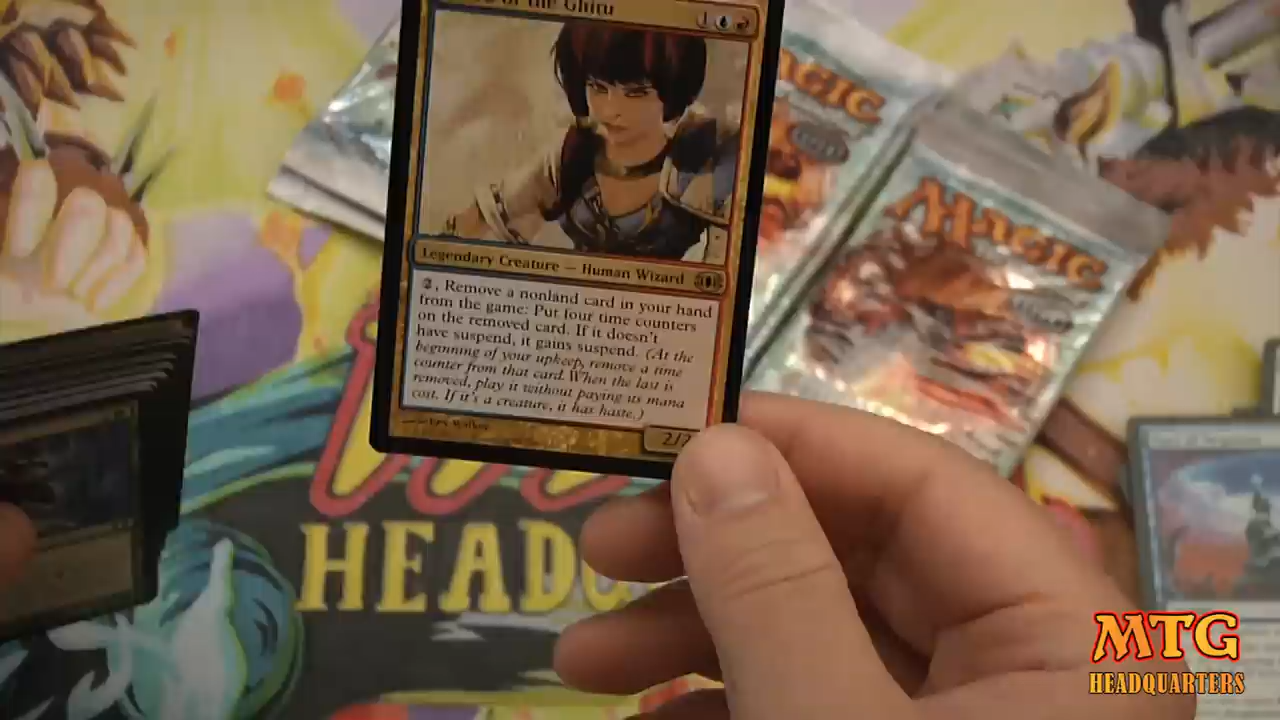 of the Ghitu
1
Legendary Creature — Human Wizard
2, Remove a nonland card in your hand
from the game: Put four time counters
on the removed card. If it doesn't
have suspend, it gains suspend. (At the
beginning of your upkeep, remove a time
counter from that card. When the last is
removed, play it without paying its mana
cost. If it's a creature, it has haste.)
2/2
MAGIC
MAGIC
HEADQ
MTG
HEADQUARTERS